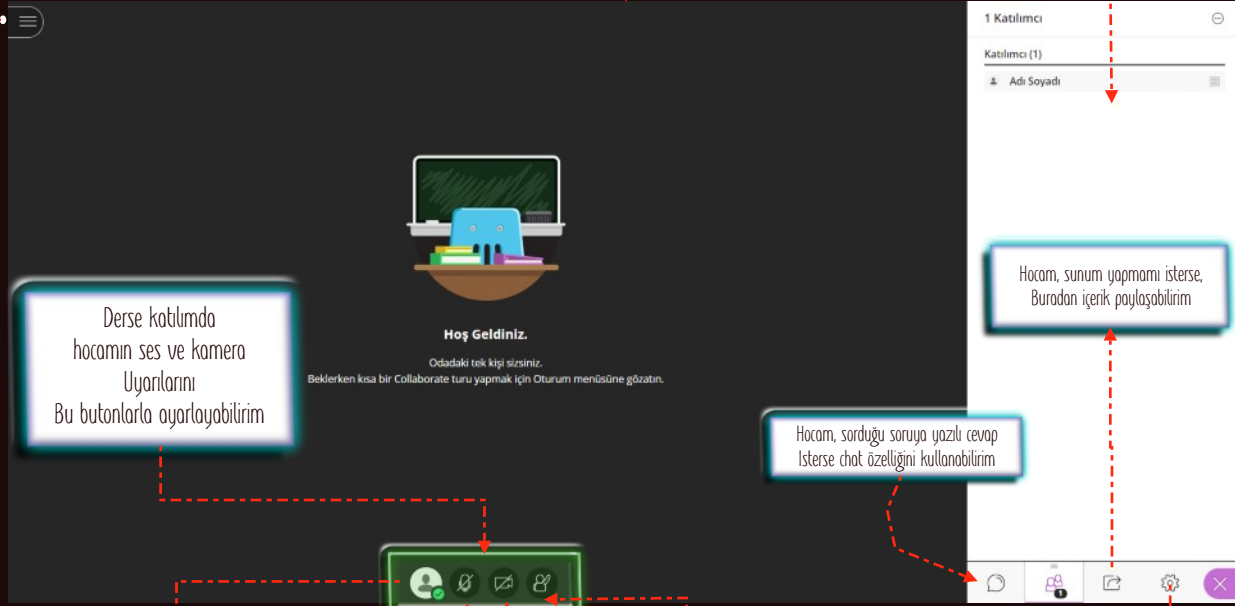 1 Katılımcı
Katılımcı (1)
Adı Soyadı
Hocam, sunum yapmamı isterse,
Buradan içerik paylaşabilirim
Derse katılımda
hocamın ses ve kamera
Uyarılarını
Bu butonlarla ayarlayabilirim
Hoş Geldiniz.
Odadaki tek kişi sizsiniz.
Beklerken kısa bir Collaborate turu yapmak için Oturum menüsüne gözatın.
Hocam, sorduğu soruya yazılı cevap
Isterse chat özelliğini kullanabilirim
1